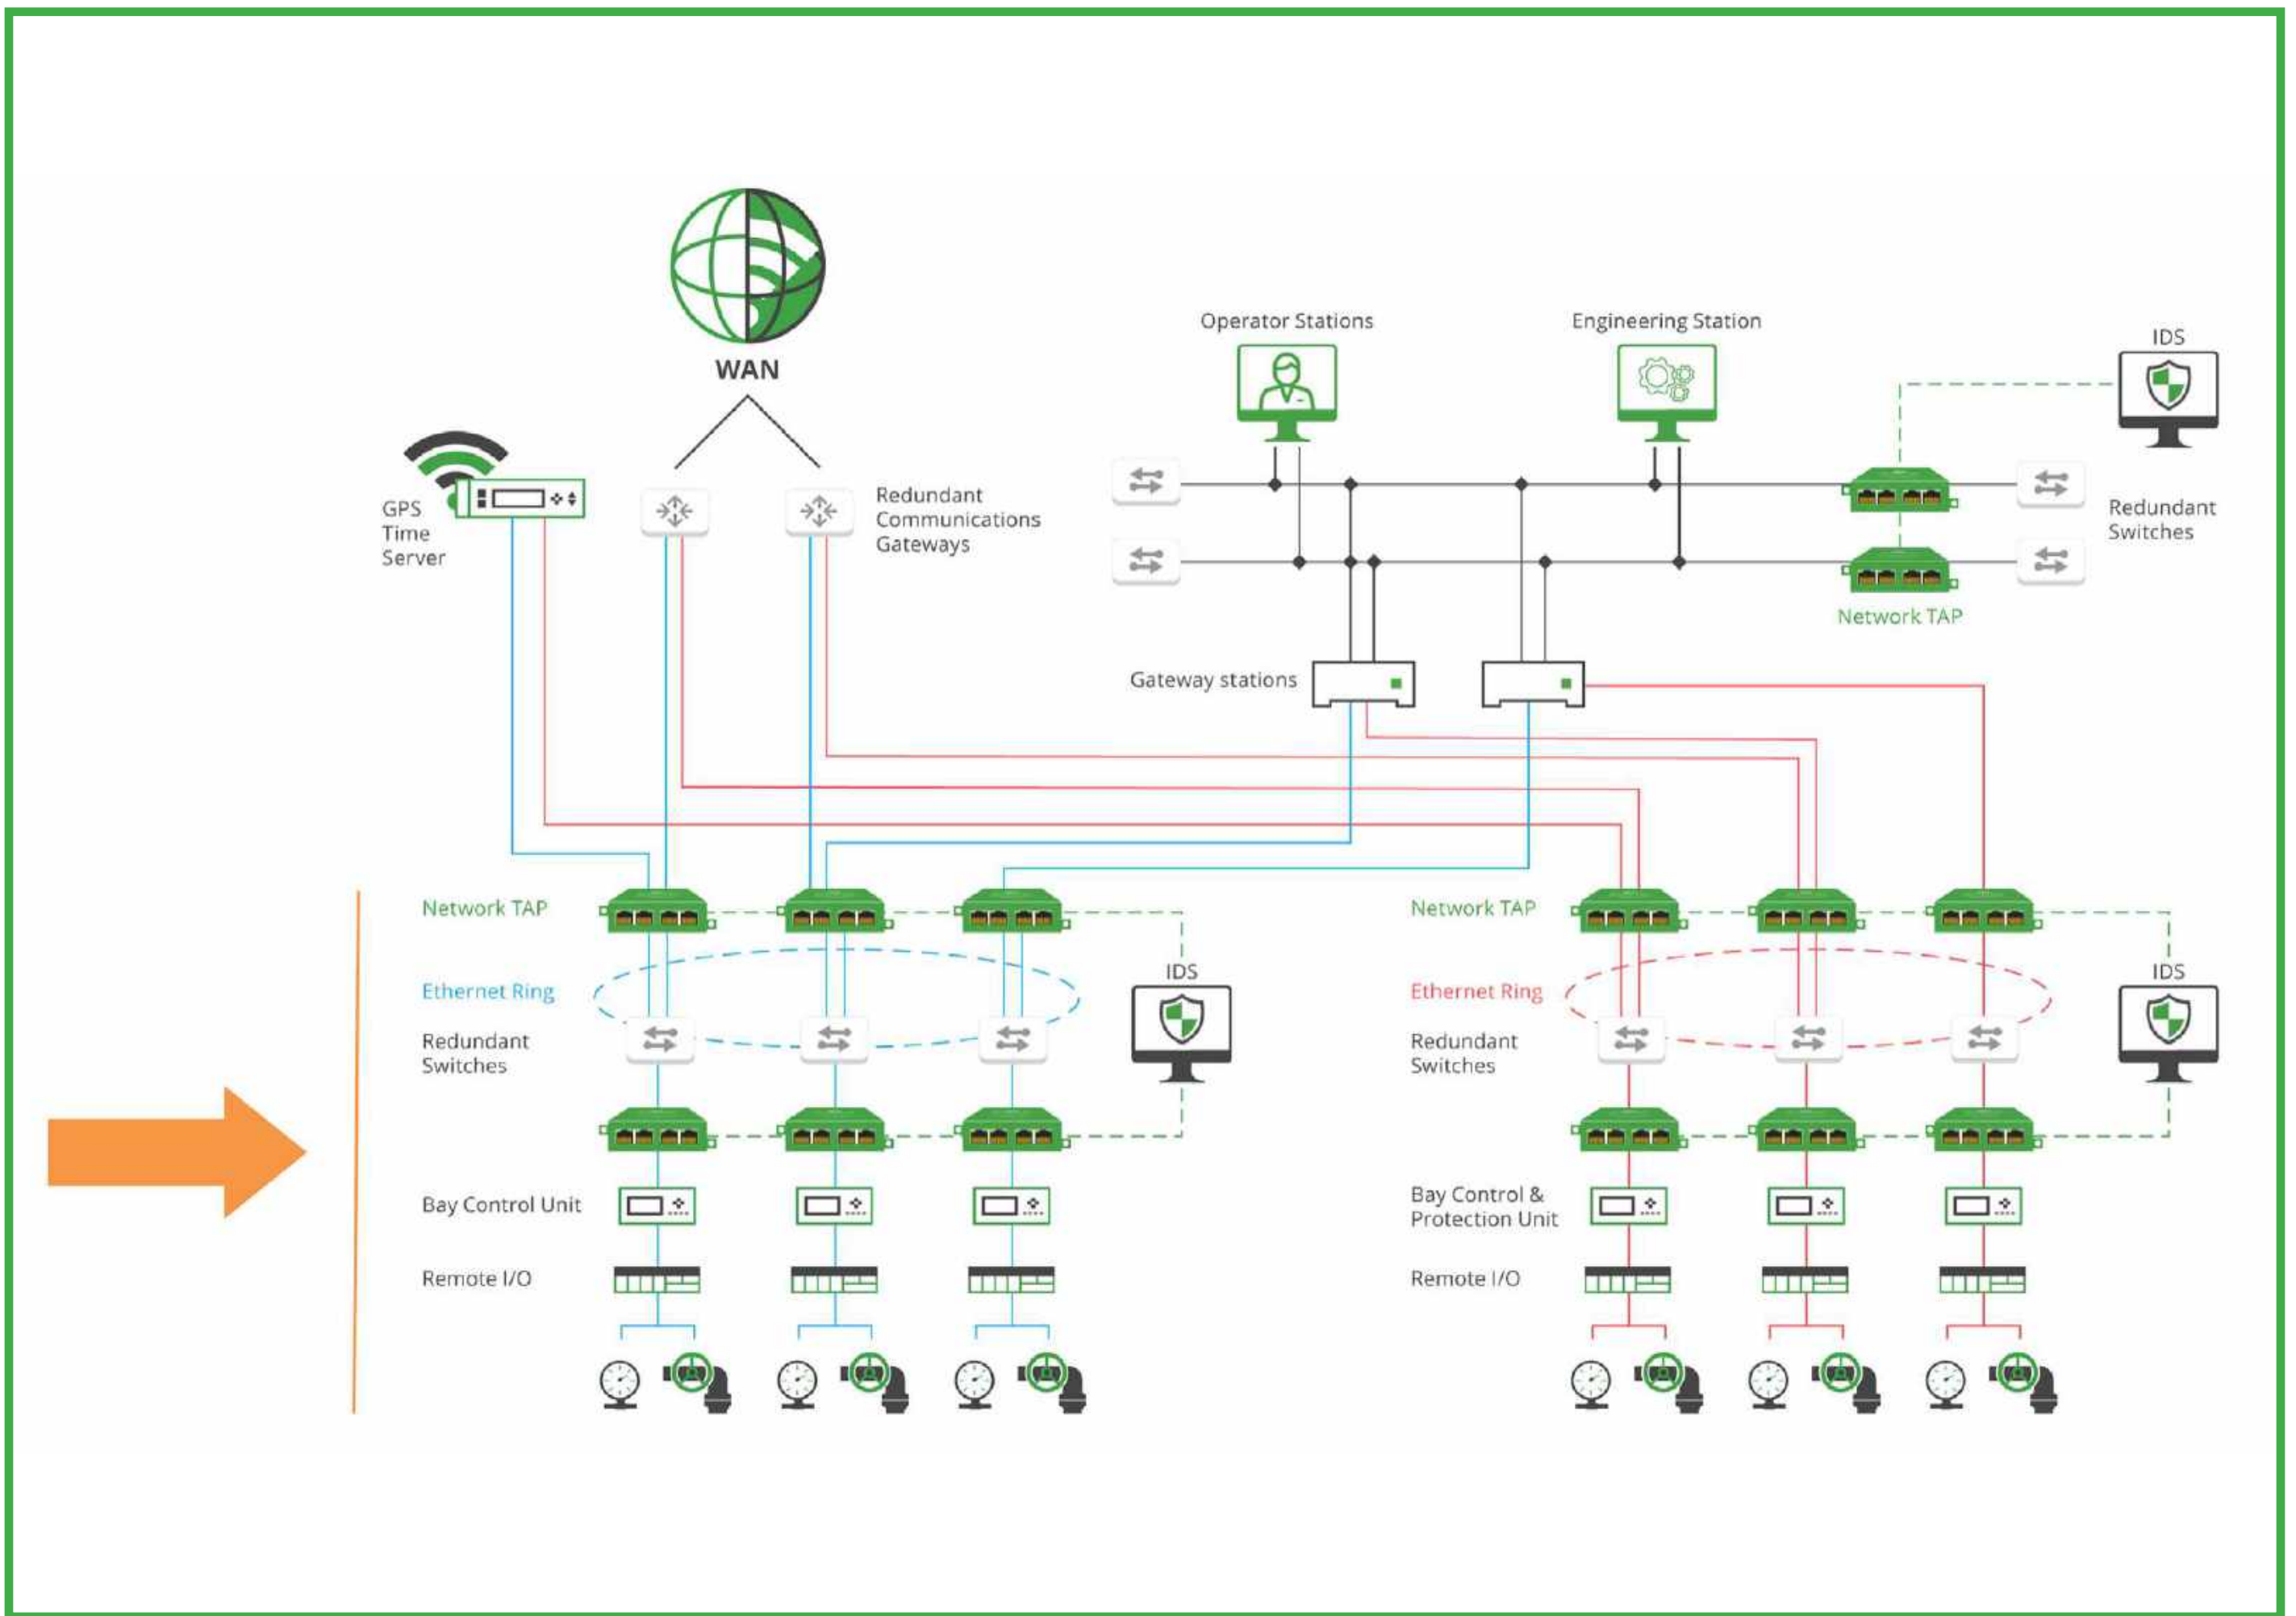 WAN
Operator Stations
Engineering Station
IDS
GPS
Time
Server
Redundant
Communications
Gateways
Redundant
Switches
Network TAP
Gateway stations
Network TAP
Ethernet Ring
Redundant
Switches
IDS
Bay Control Unit
Remote I/O
Network TAP
Ethernet Ring
Redundant
Switches
IDS
Bay Control &
Protection Unit
Remote I/O